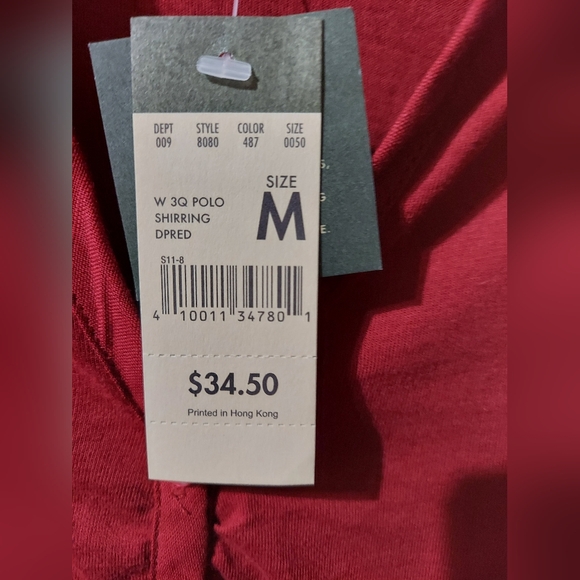 DEPT STYLE COLOR SIZE
009 8080 487 0050
SIZE
M
W 3Q POLO
SHIRRING
DPRED
S11-8
4 10011 34780 1
$34.50
Printed in Hong Kong